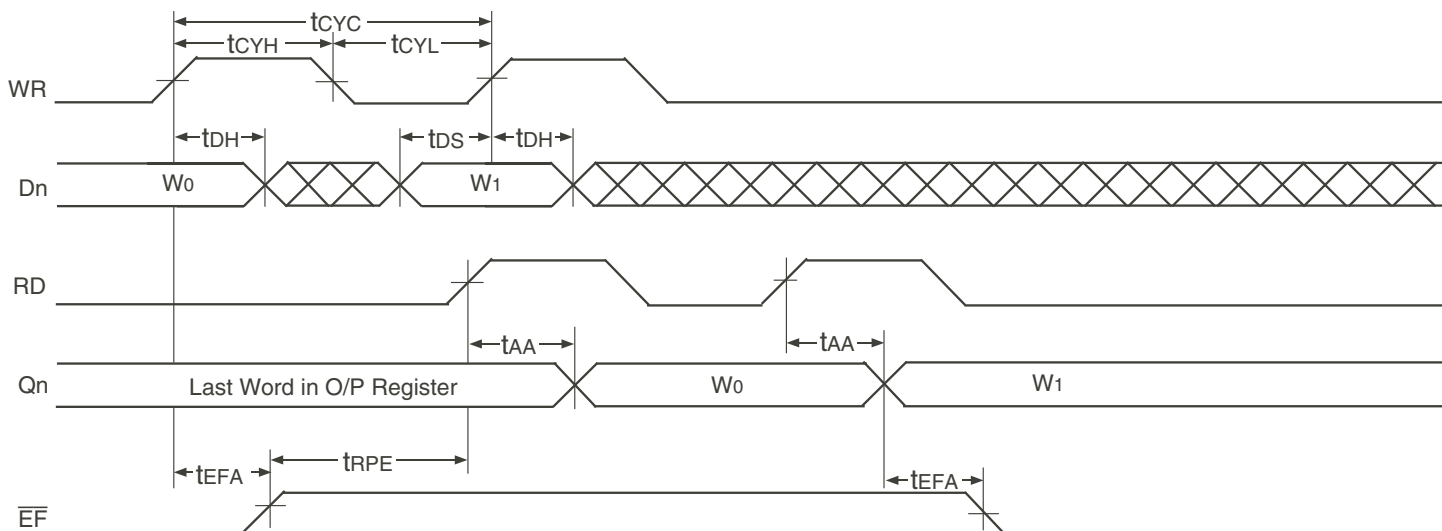 tCYC
tCYH tCYL
WR
tDH tDS tDH
Dn W0 W1
RD
tAA tAA
Qn Last Word in O/P Register W0 W1
tEFA tRPE tEFA
E̅F̅